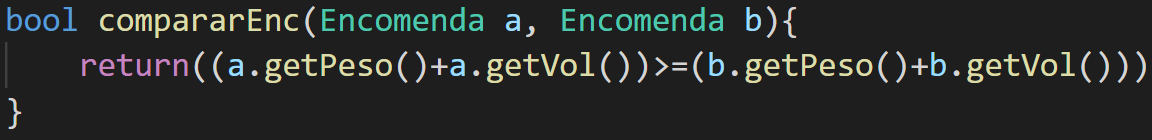 bool compararEnc(Encomenda a, Encomenda b){
    return((a.getPeso()+a.getVol())>=(b.getPeso()+b.getVol()))
}